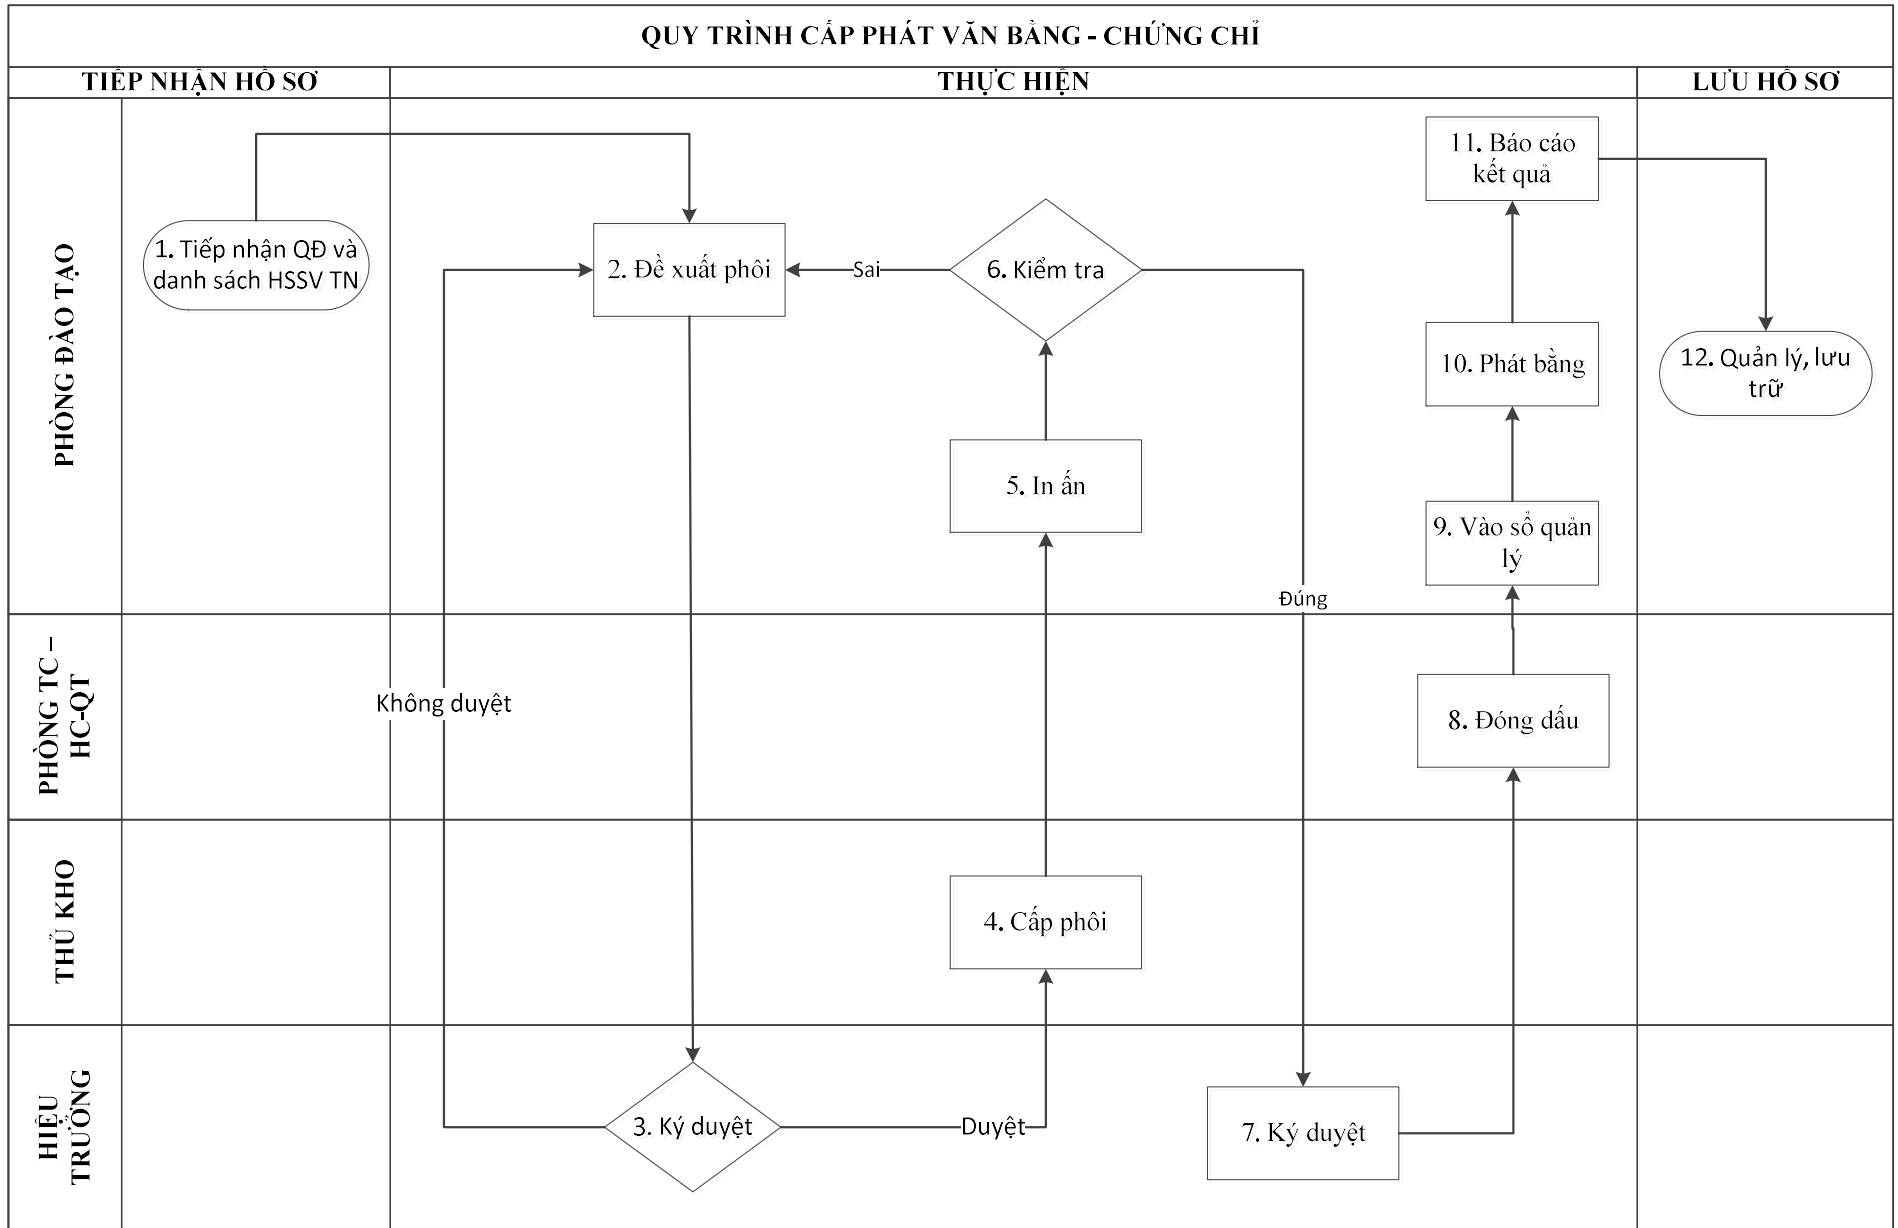 QUY TRÌNH CẤP PHÁT VĂN BẰNG - CHỨNG CHỈ
TIẾP NHẬN HỒ SƠ
THỰC HIỆN
LƯU HỒ SƠ
PHÒNG ĐÀO TẠO
1. Tiếp nhận QĐ và
danh sách HSSV TN
2. Đề xuất phôi
Sai
6. Kiểm tra
11. Báo cáo
kết quả
10. Phát bằng
12. Quản lý, lưu
trữ
5. In ấn
9. Vào sổ quản
lý
Đúng
PHÒNG TC –
HC-QT
Không duyệt
8. Đóng dấu
THỦ KHO
4. Cấp phôi
HIỆU
TRƯỞNG
3. Ký duyệt
Duyệt
7. Ký duyệt